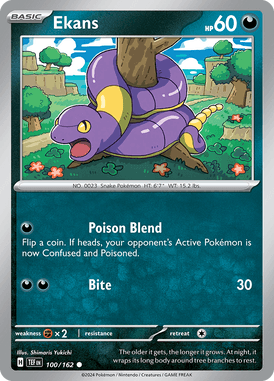 BASIC
Ekans
HP60
NO. 0023 Snake Pokémon HT: 6'7" WT: 15.2 lbs.
Poison Blend
Flip a coin. If heads, your opponent's Active Pokémon is
now Confused and Poisoned.
Bite 30
weakness ×2 resistance retreat
Illus. Shimaris Yukichi
H TEF EN 100/162
The older it gets, the longer it grows. At night, it
wraps its long body around tree branches to rest.
©2024 Pokémon / Nintendo / Creatures / GAME FREAK